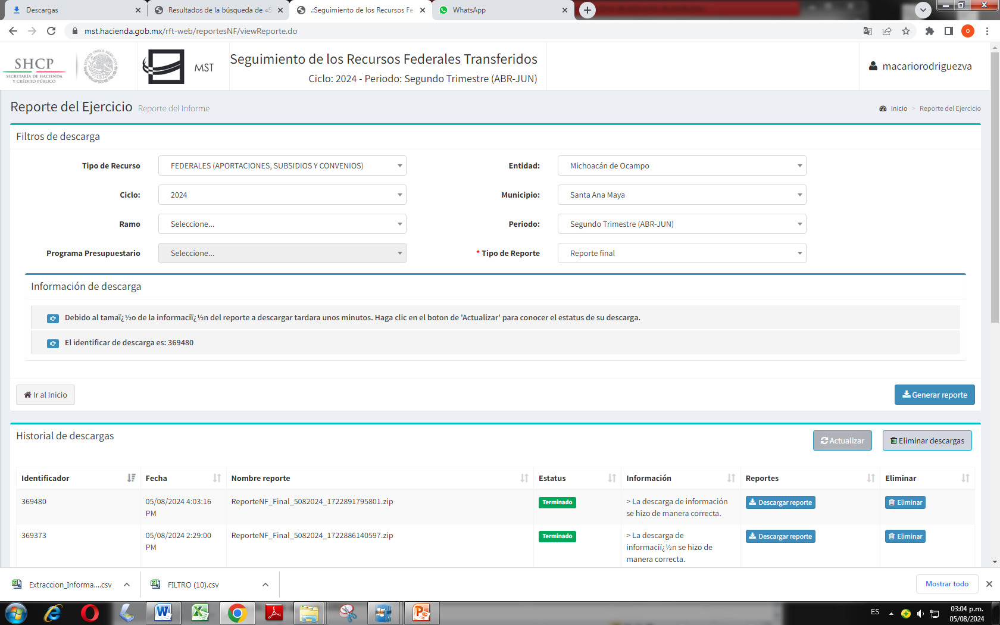 Descargas
Resultados de la búsqueda de «S
.:Seguimiento de los Recursos Fe
WhatsApp
mst.hacienda.gob.mx/rft-web/reportesNF/viewReporte.do
o
SHCP
SECRETARÍA DE HACIENDA
Y CRÉDITO PÚBLICO
ESTADOS UNIDOS MEXICANOS
MST
Seguimiento de los Recursos Federales Transferidos
Ciclo: 2024 - Periodo: Segundo Trimestre (ABR-JUN)
macariorodriguezva
Reporte del Ejercicio Reporte del Informe
Inicio > Reporte del Ejercicio
Filtros de descarga
Tipo de Recurso FEDERALES (APORTACIONES, SUBSIDIOS Y CONVENIOS) Entidad: Michoacán de Ocampo
Ciclo: 2024 Municipio: Santa Ana Maya
Ramo Seleccione... Periodo: Segundo Trimestre (ABR-JUN)
Programa Presupuestario Seleccione... * Tipo de Reporte Reporte final
Información de descarga
Debido al tamaï¿½o de la informaciï¿½n del reporte a descargar tardara unos minutos. Haga clic en el boton de 'Actualizar' para conocer el estatus de su descarga.
El identificar de descarga es: 369480
Ir al Inicio
Generar reporte
Historial de descargas
Actualizar Eliminar descargas
Identificador Fecha Nombre reporte Estatus Información Reportes Eliminar
369480 05/08/2024 4:03:16 PM ReporteNF_Final_5082024_1722891795801.zip Terminado > La descarga de información se hizo de manera correcta. Descargar reporte Eliminar
369373 05/08/2024 2:29:00 PM ReporteNF_Final_5082024_1722886140597.zip Terminado > La descarga de informaciï¿½n se hizo de manera correcta. Descargar reporte Eliminar
Extraccion_Informa....csv
FILTRO (10).csv
Mostrar todo
ES
03:04 p.m.
05/08/2024